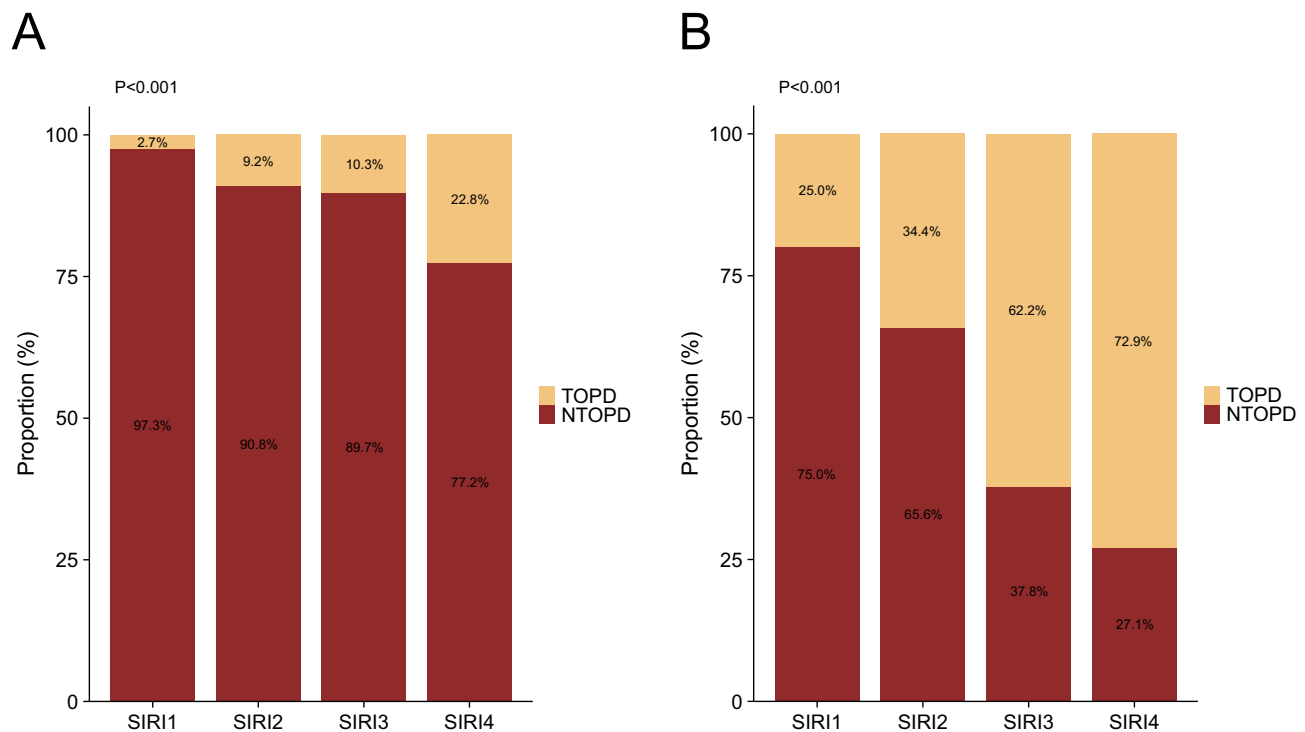 A
P<0.001
Proportion (%)
100
75
50
25
0
2.7%
9.2%
10.3%
22.8%
97.3%
90.8%
89.7%
77.2%
SIRI1
SIRI2
SIRI3
SIRI4
TOPD
NTOPD
B
P<0.001
Proportion (%)
100
75
50
25
0
25.0%
34.4%
62.2%
72.9%
75.0%
65.6%
37.8%
27.1%
SIRI1
SIRI2
SIRI3
SIRI4
TOPD
NTOPD